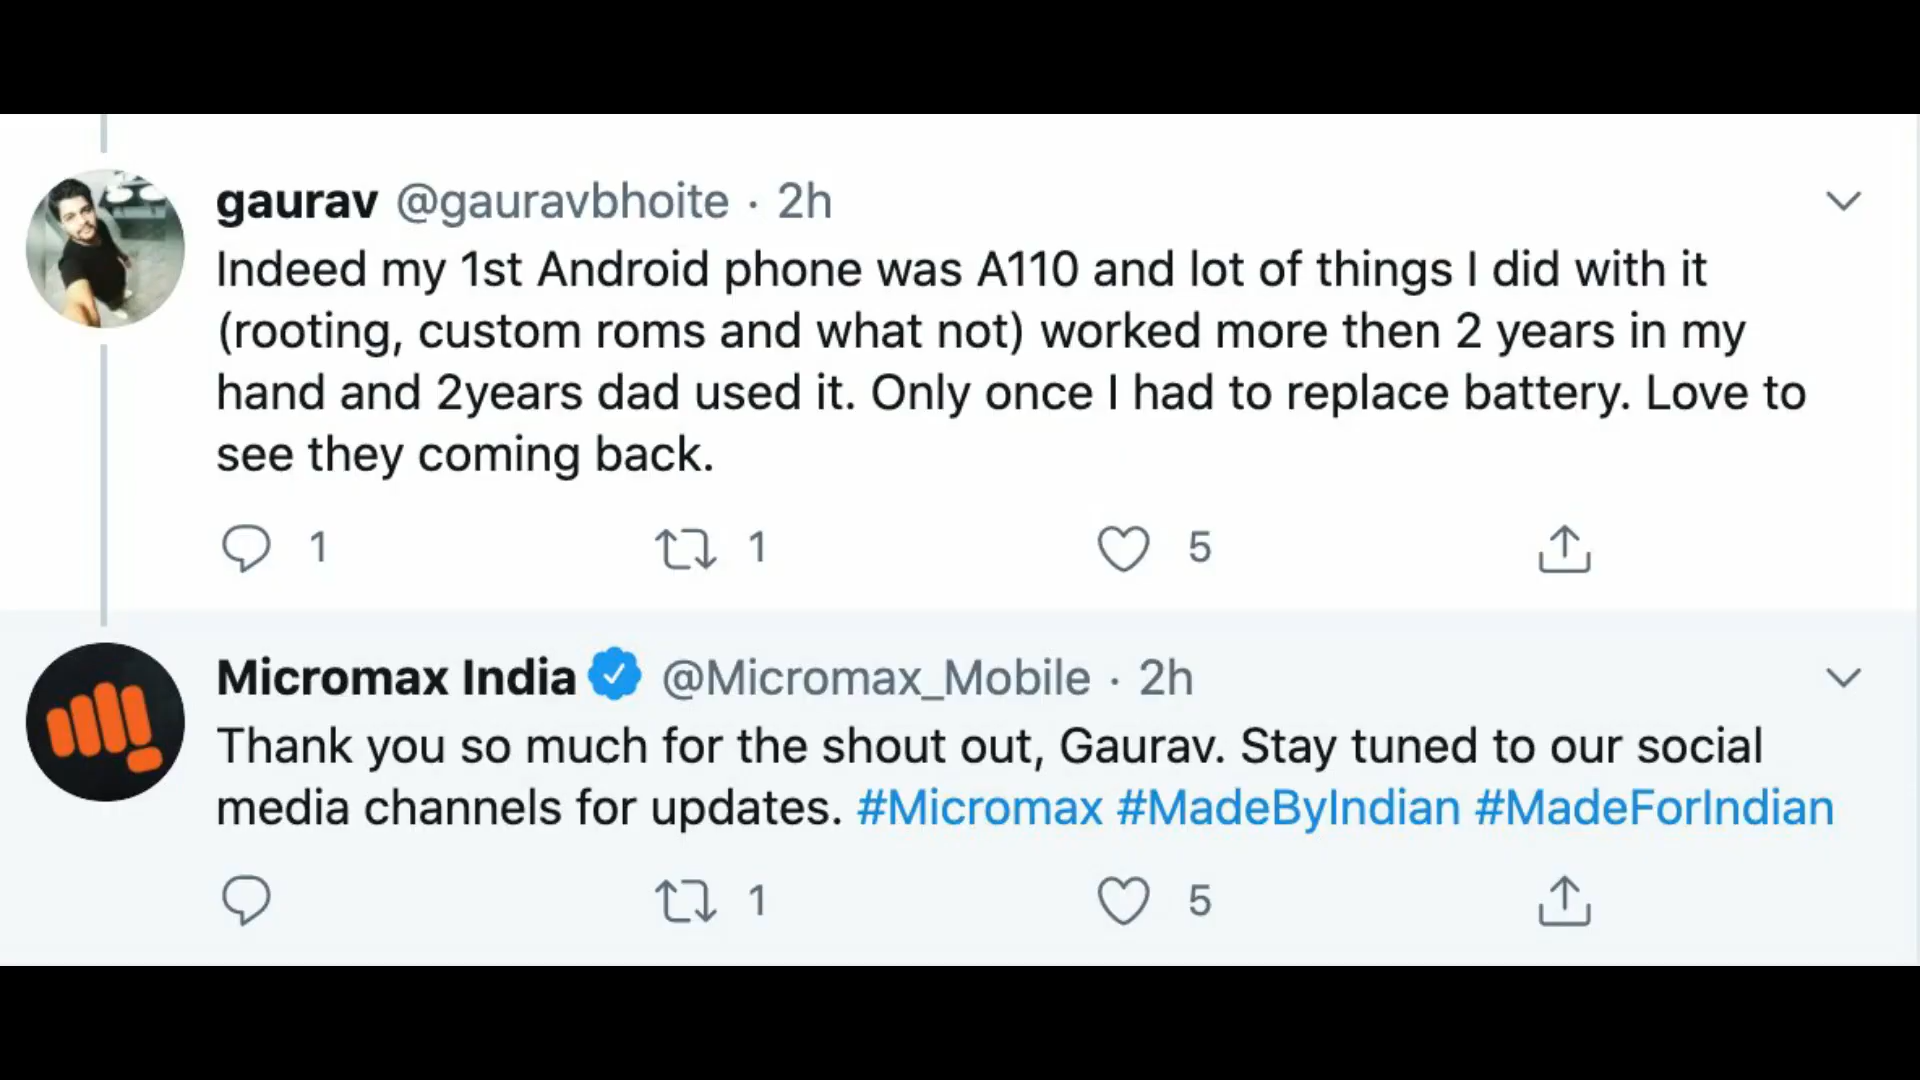 gaurav @gauravbhoite · 2h
Indeed my 1st Android phone was A110 and lot of things I did with it
(rooting, custom roms and what not) worked more then 2 years in my
hand and 2years dad used it. Only once I had to replace battery. Love to
see they coming back.
1 1 5
Micromax India @Micromax_Mobile · 2h
Thank you so much for the shout out, Gaurav. Stay tuned to our social
media channels for updates. #Micromax #MadeByIndian #MadeForIndian
1 5